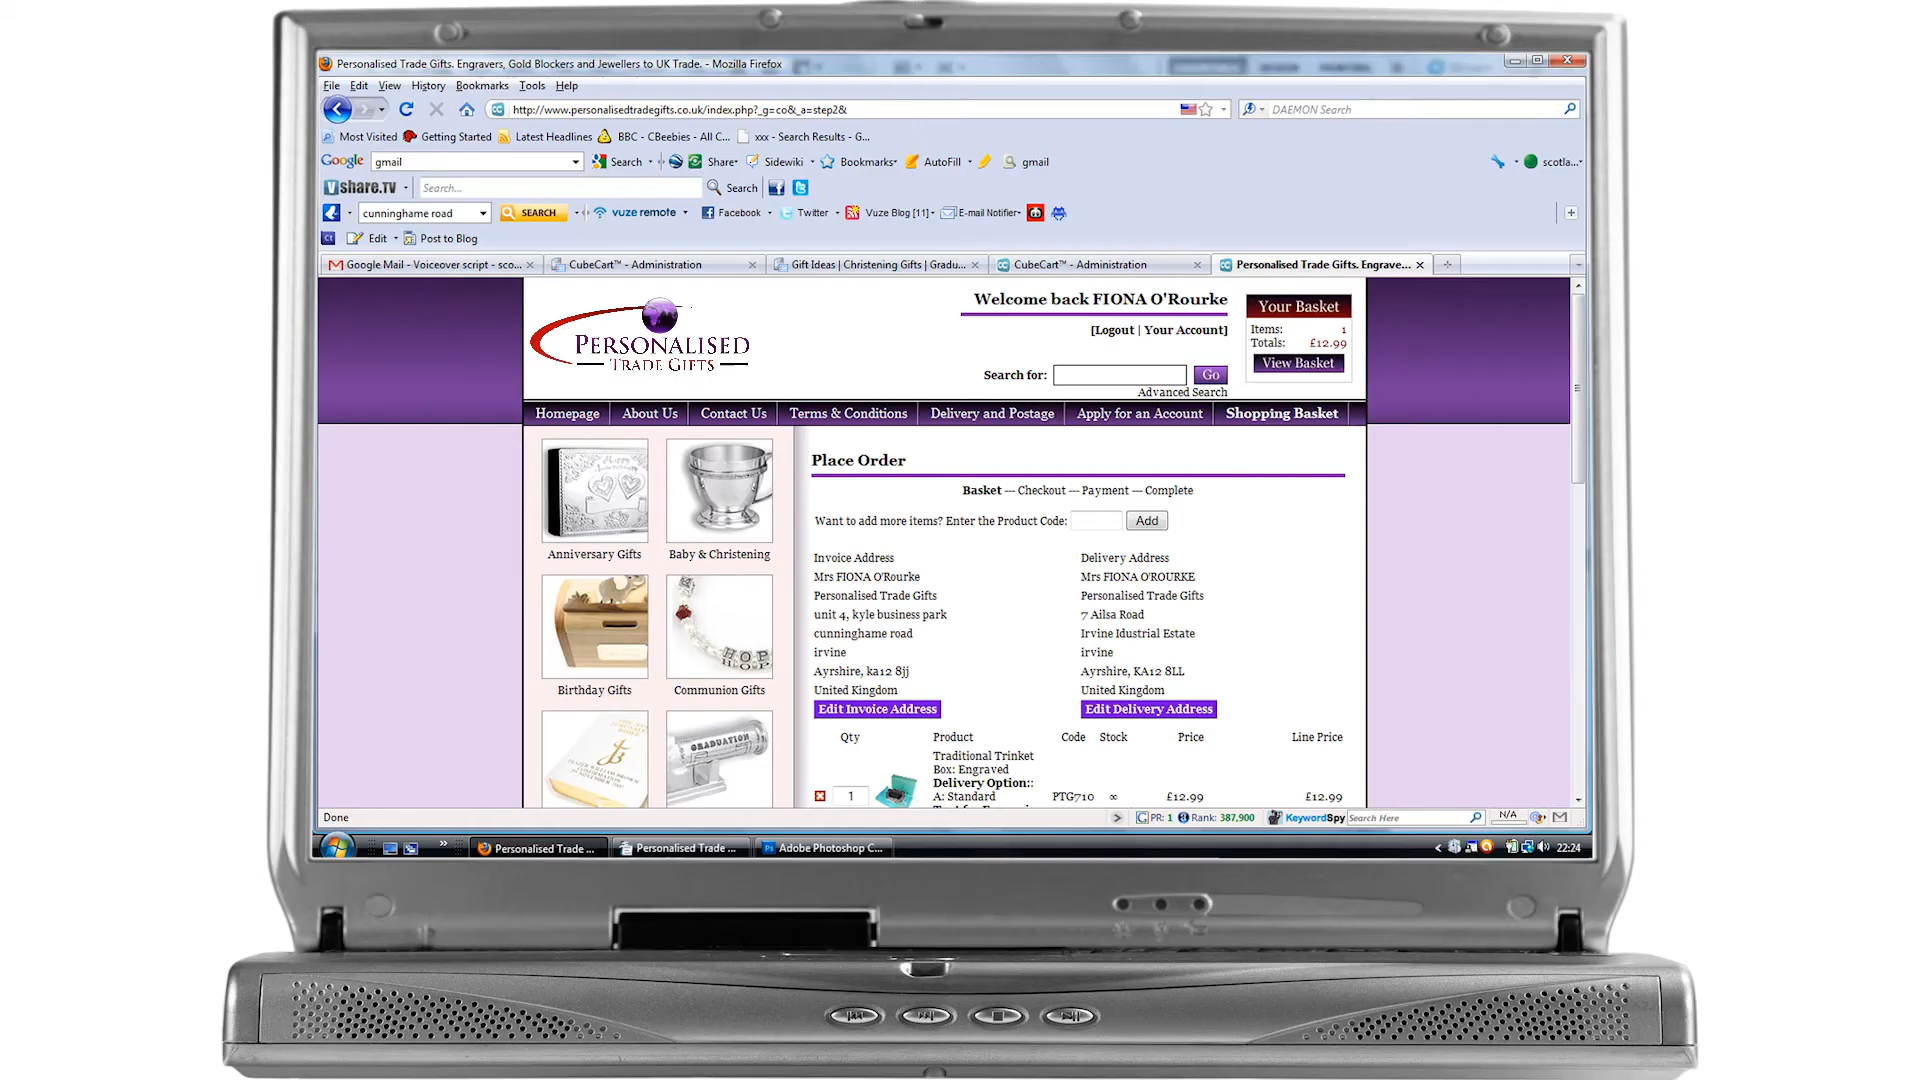 Personalised Trade Gifts. Engravers, Gold Blockers and Jewellers to UK Trade. - Mozilla Firefox
File Edit View History Bookmarks Tools Help
http://www.personalisedtradegifts.co.uk/index.php?_g=co&_a=step2& DAEMON Search
Most Visited Getting Started Latest Headlines BBC - CBeebies - All C... xxx - Search Results - G...
Google gmail Search Share Sidewiki Bookmarks AutoFill gmail scotla...
Vshare.TV Search... Search
cunninghame road SEARCH vuze remote Facebook Twitter Vuze Blog [11] E-mail Notifier
Ct Edit Post to Blog
Google Mail - Voiceover script - sco... CubeCart™ - Administration Gift Ideas | Christening Gifts | Gradu... CubeCart™ - Administration Personalised Trade Gifts. Engrave...
PERSONALISED
TRADE GIFTS
Welcome back FIONA O'Rourke
[Logout | Your Account]
Search for: Go
Advanced Search
Your Basket
Items: 1
Totals: £12.99
View Basket
Homepage About Us Contact Us Terms & Conditions Delivery and Postage Apply for an Account Shopping Basket
Anniversary Gifts Baby & Christening
HOP
HOP
Birthday Gifts Communion Gifts
GRADUATION
Place Order
Basket --- Checkout --- Payment --- Complete
Want to add more items? Enter the Product Code: Add
Invoice Address
Mrs FIONA O'Rourke
Personalised Trade Gifts
unit 4, kyle business park
cunninghame road
irvine
Ayrshire, ka12 8jj
United Kingdom
Edit Invoice Address
Delivery Address
Mrs FIONA O'ROURKE
Personalised Trade Gifts
7 Ailsa Road
Irvine Idustrial Estate
irvine
Ayrshire, KA12 8LL
United Kingdom
Edit Delivery Address
Qty Product Code Stock Price Line Price
Traditional Trinket
Box: Engraved
Delivery Option::
1 A: Standard PTG710 ∞ £12.99 £12.99
Done PR: 1 Rank: 387,900 KeywordSpy Search Here N/A
Personalised Trade ... Personalised Trade ... Ps Adobe Photoshop C... 22:24